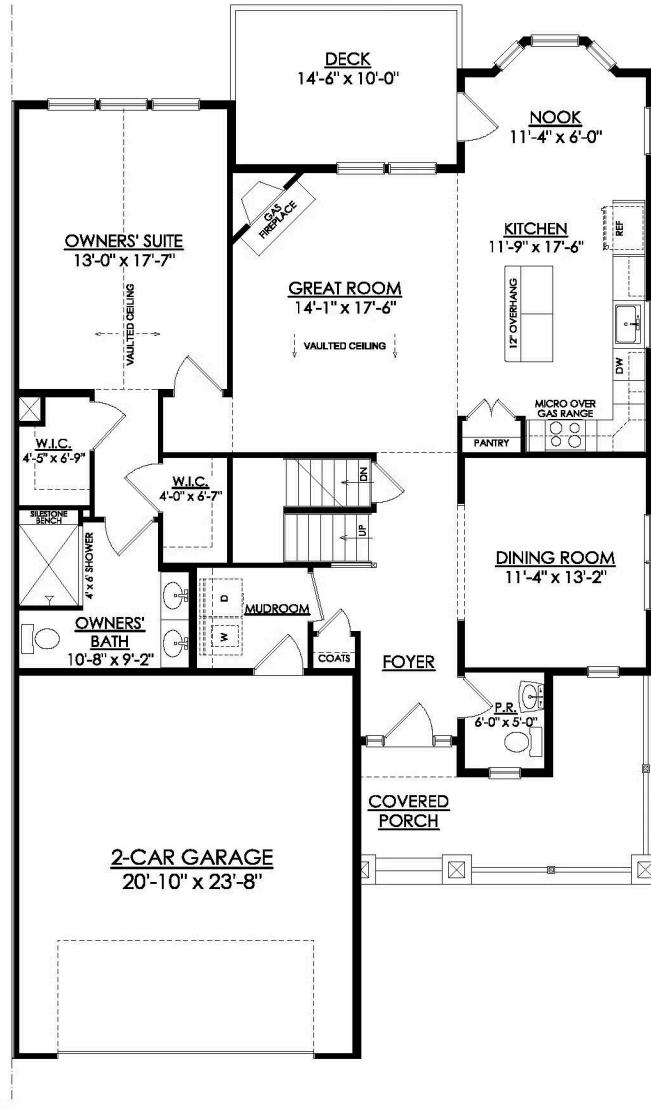 DECK
14'-6" x 10'-0"
NOOK
11'-4" x 6'-0"
OWNERS' SUITE
13'-0" x 17'-7"
VAULTED CEILING
GAS
FIREPLACE
GREAT ROOM
14'-1" x 17'-6"
VAULTED CEILING
KITCHEN
11'-9" x 17'-6"
REF
12" OVERHANG
DW
MICRO OVER
GAS RANGE
PANTRY
W.I.C.
4'-5" x 6'-9"
W.I.C.
4'-0" x 6'-7"
DN
UP
SILESTONE
BENCH
4' x 6' SHOWER
DINING ROOM
11'-4" x 13'-2"
D
W
MUDROOM
OWNERS'
BATH
10'-8" x 9'-2"
COATS
FOYER
P.R.
6'-0" x 5'-0"
COVERED
PORCH
2-CAR GARAGE
20'-10" x 23'-8"